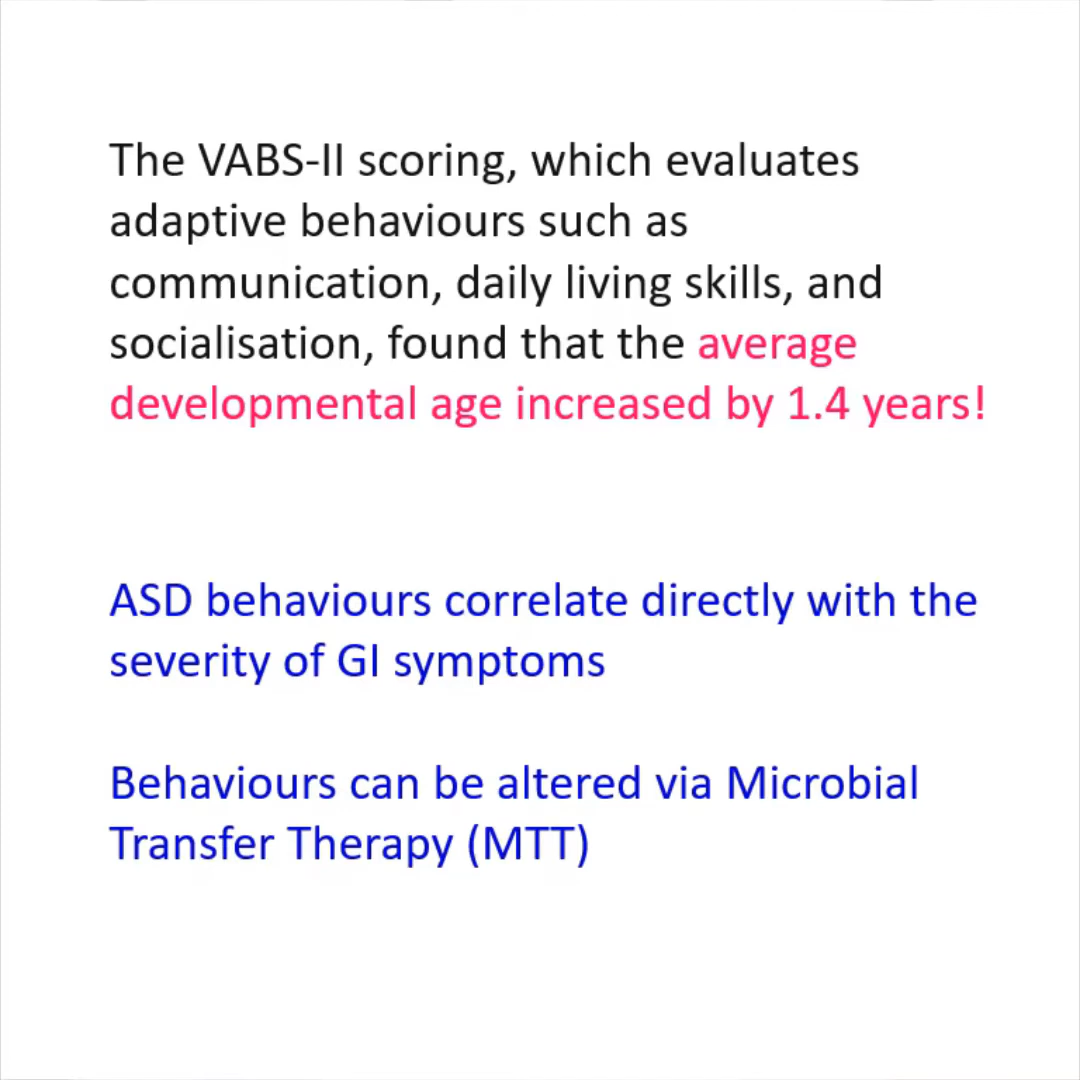 The VABS-II scoring, which evaluates
adaptive behaviours such as
communication, daily living skills, and
socialisation, found that the average
developmental age increased by 1.4 years!
ASD behaviours correlate directly with the
severity of GI symptoms
Behaviours can be altered via Microbial
Transfer Therapy (MTT)